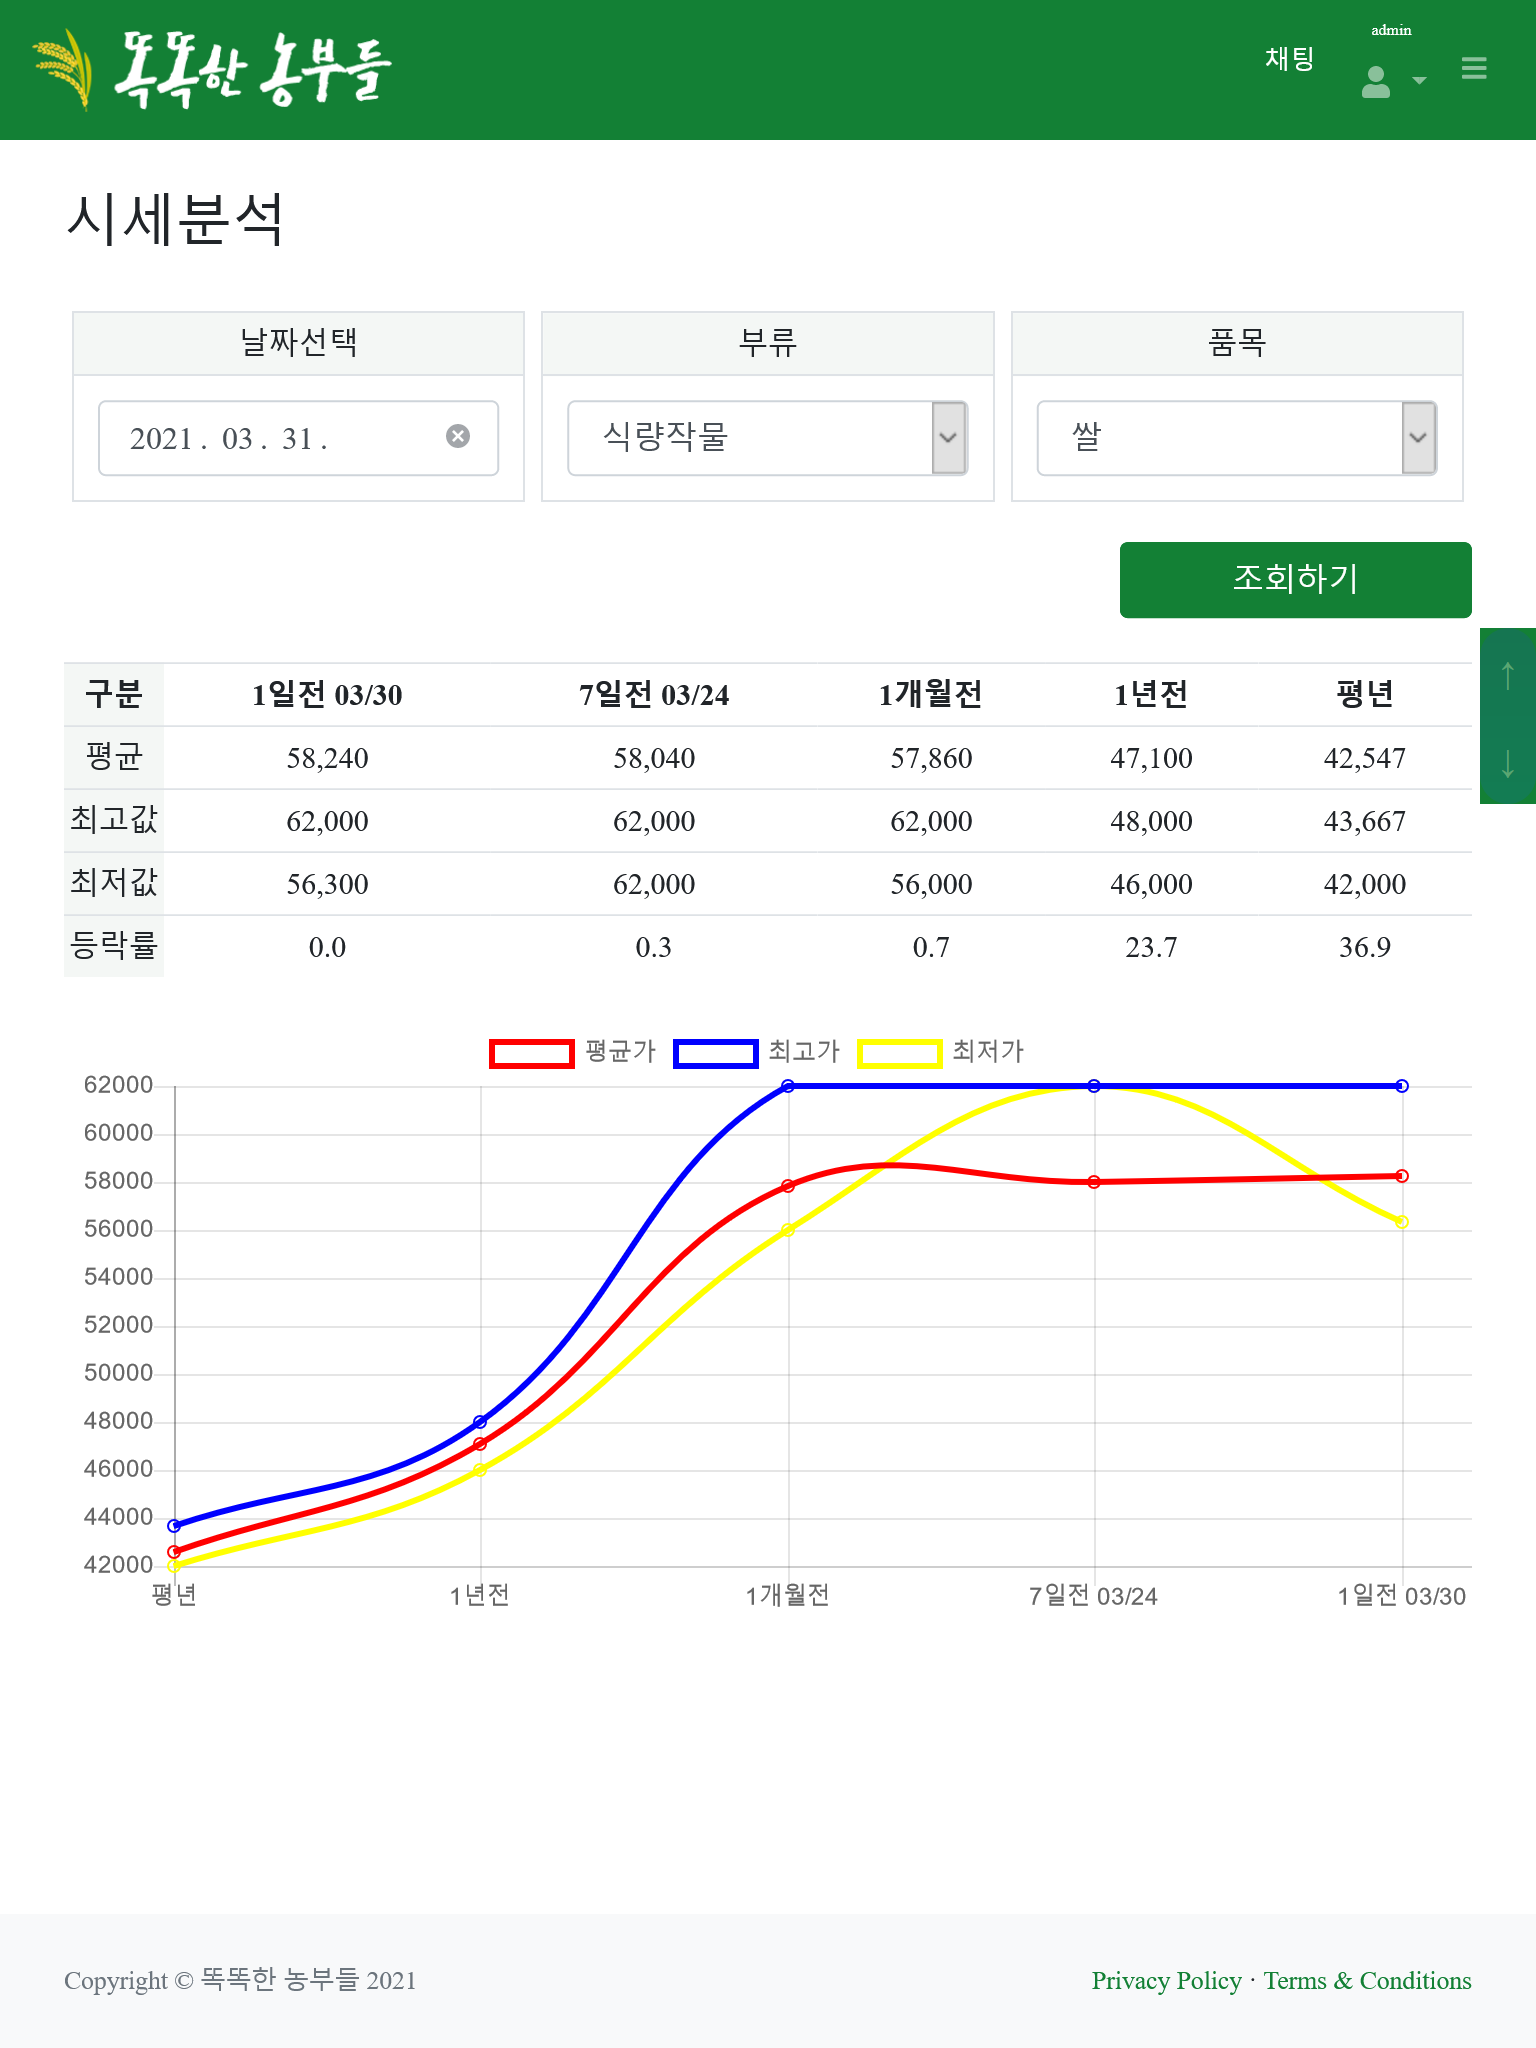 똑똑한 농부들
채팅
admin
시세분석
날짜선택 부류 품목
2021. 03. 31. 식량작물 쌀
조회하기
구분 1일전 03/30 7일전 03/24 1개월전 1년전 평년
평균 58,240 58,040 57,860 47,100 42,547
최고값 62,000 62,000 62,000 48,000 43,667
최저값 56,300 62,000 56,000 46,000 42,000
등락률 0.0 0.3 0.7 23.7 36.9
↑
↓
평균가 최고가 최저가
62000
60000
58000
56000
54000
52000
50000
48000
46000
44000
42000
평년 1년전 1개월전 7일전 03/24 1일전 03/30
Copyright © 똑똑한 농부들 2021
Privacy Policy · Terms & Conditions